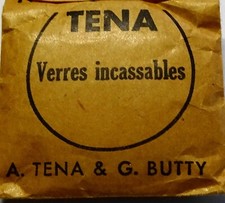 TENA
Verres incassables
A. TENA & G. BUTTY